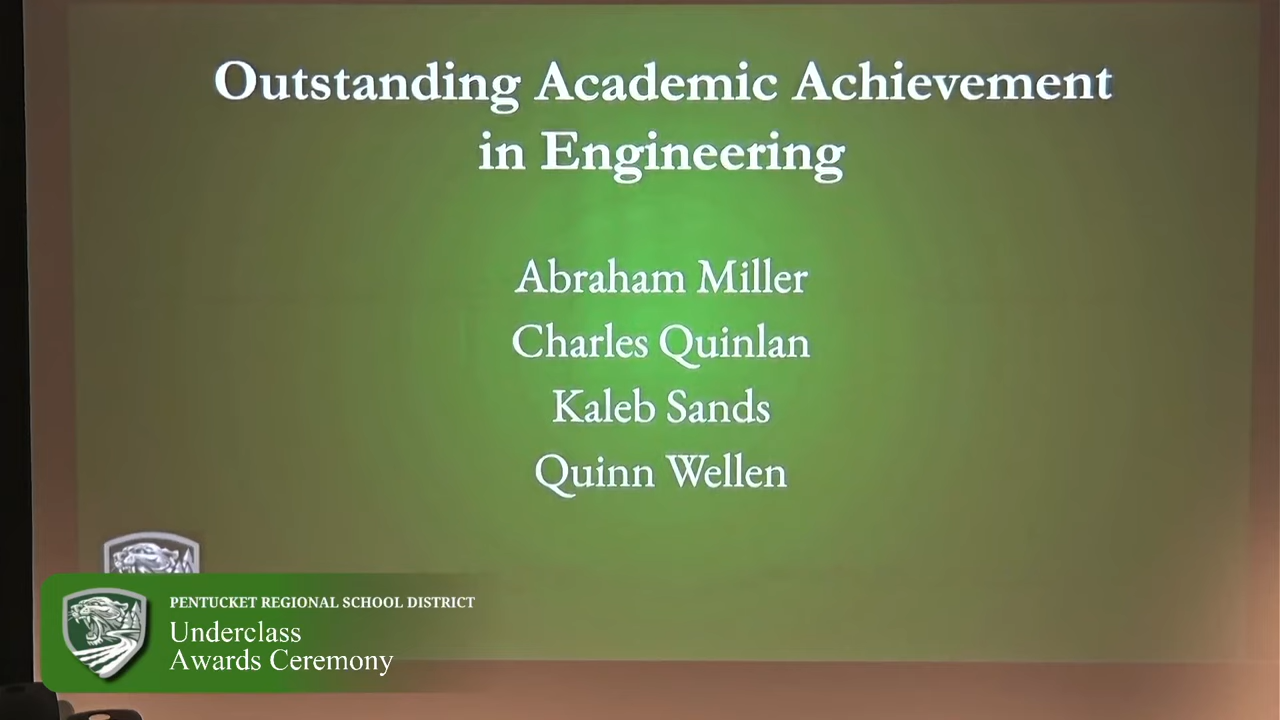 Outstanding Academic Achievement
in Engineering
Abraham Miller
Charles Quinlan
Kaleb Sands
Quinn Wellen
PENTUCKET REGIONAL SCHOOL DISTRICT
Underclass
Awards Ceremony